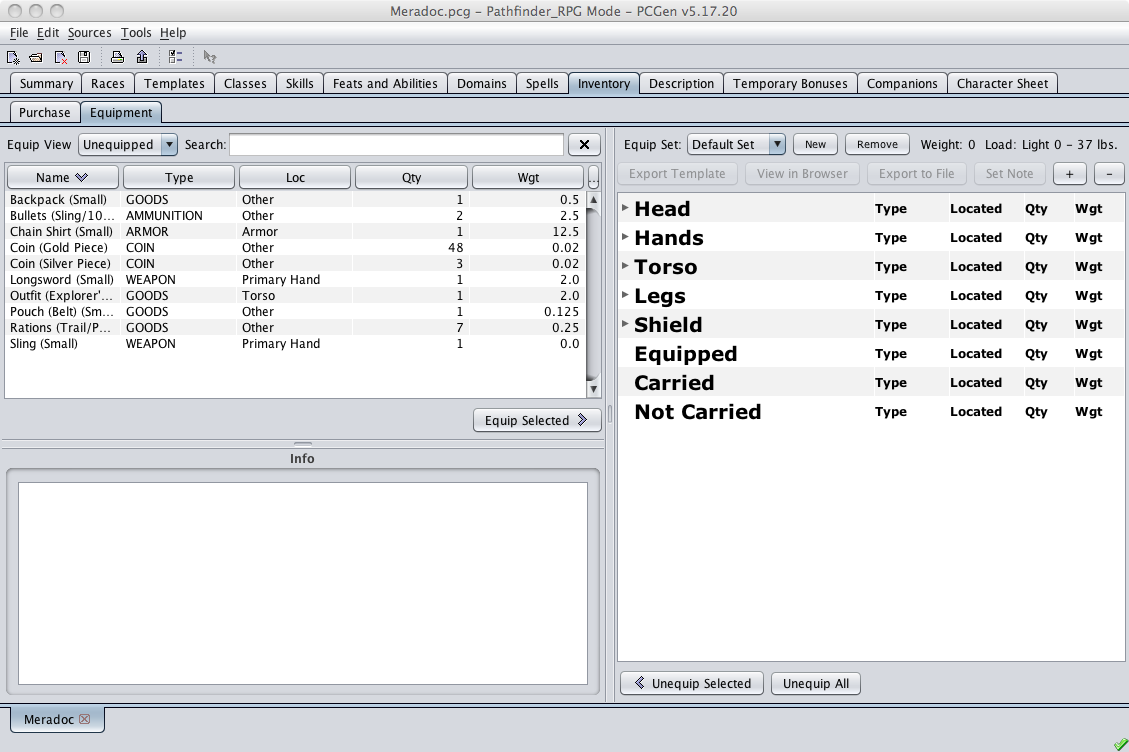 Meradoc.pcg – Pathfinder_RPG Mode – PCGen v5.17.20
File Edit Sources Tools Help
Summary Races Templates Classes Skills Feats and Abilities Domains Spells Inventory Description Temporary Bonuses Companions Character Sheet
Purchase Equipment
Equip View Unequipped Search:
Name Type Loc Qty Wgt ...
Backpack (Small) GOODS Other 1 0.5
Bullets (Sling/10... AMMUNITION Other 2 2.5
Chain Shirt (Small) ARMOR Armor 1 12.5
Coin (Gold Piece) COIN Other 48 0.02
Coin (Silver Piece) COIN Other 3 0.02
Longsword (Small) WEAPON Primary Hand 1 2.0
Outfit (Explorer'... GOODS Torso 1 2.0
Pouch (Belt) (Sm... GOODS Other 1 0.125
Rations (Trail/P... GOODS Other 7 0.25
Sling (Small) WEAPON Primary Hand 1 0.0
Equip Selected
Info
Equip Set: Default Set New Remove Weight: 0 Load: Light 0 – 37 lbs.
Export Template View in Browser Export to File Set Note + -
Head Type Located Qty Wgt
Hands Type Located Qty Wgt
Torso Type Located Qty Wgt
Legs Type Located Qty Wgt
Shield Type Located Qty Wgt
Equipped Type Located Qty Wgt
Carried Type Located Qty Wgt
Not Carried Type Located Qty Wgt
Unequip Selected Unequip All
Meradoc